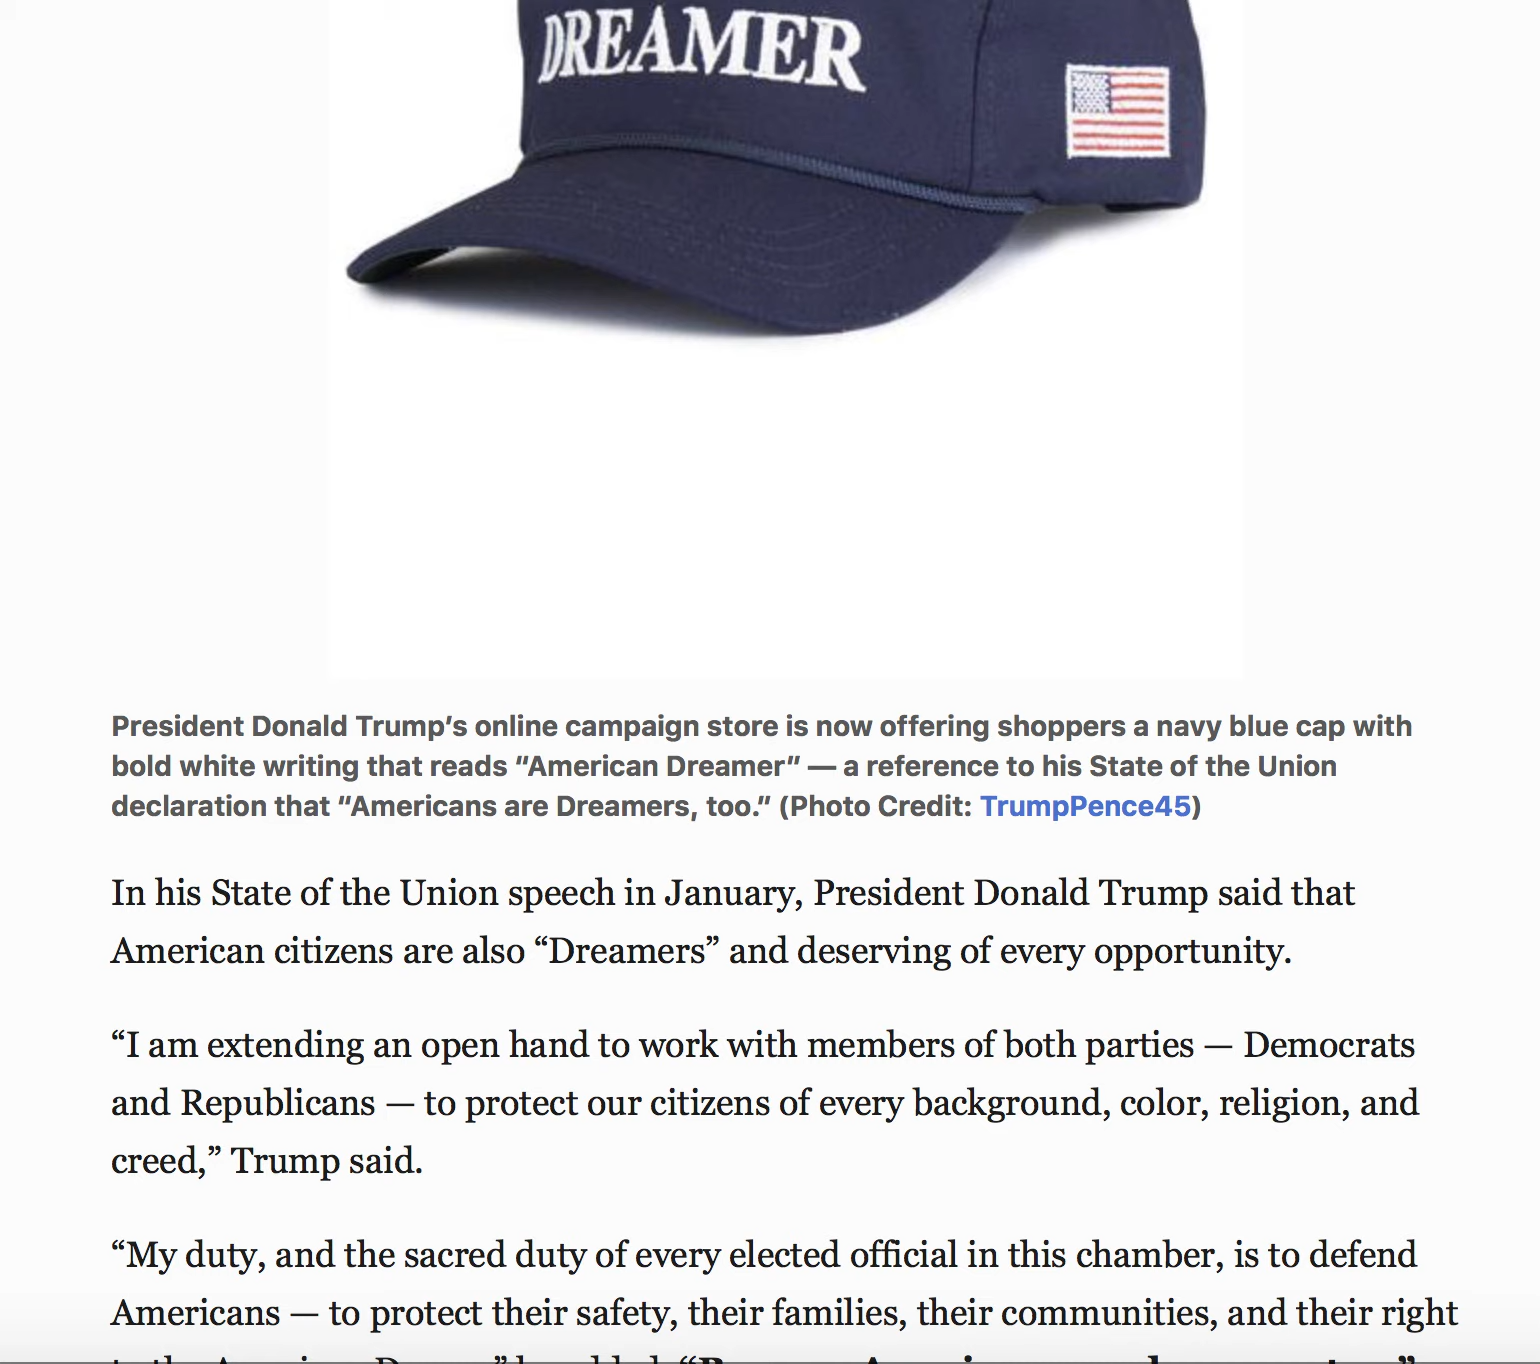 DREAMER
President Donald Trump’s online campaign store is now offering shoppers a navy blue cap with
bold white writing that reads “American Dreamer” — a reference to his State of the Union
declaration that “Americans are Dreamers, too.” (Photo Credit: TrumpPence45)
In his State of the Union speech in January, President Donald Trump said that
American citizens are also “Dreamers” and deserving of every opportunity.
“I am extending an open hand to work with members of both parties — Democrats
and Republicans — to protect our citizens of every background, color, religion, and
creed,” Trump said.
“My duty, and the sacred duty of every elected official in this chamber, is to defend
Americans — to protect their safety, their families, their communities, and their right